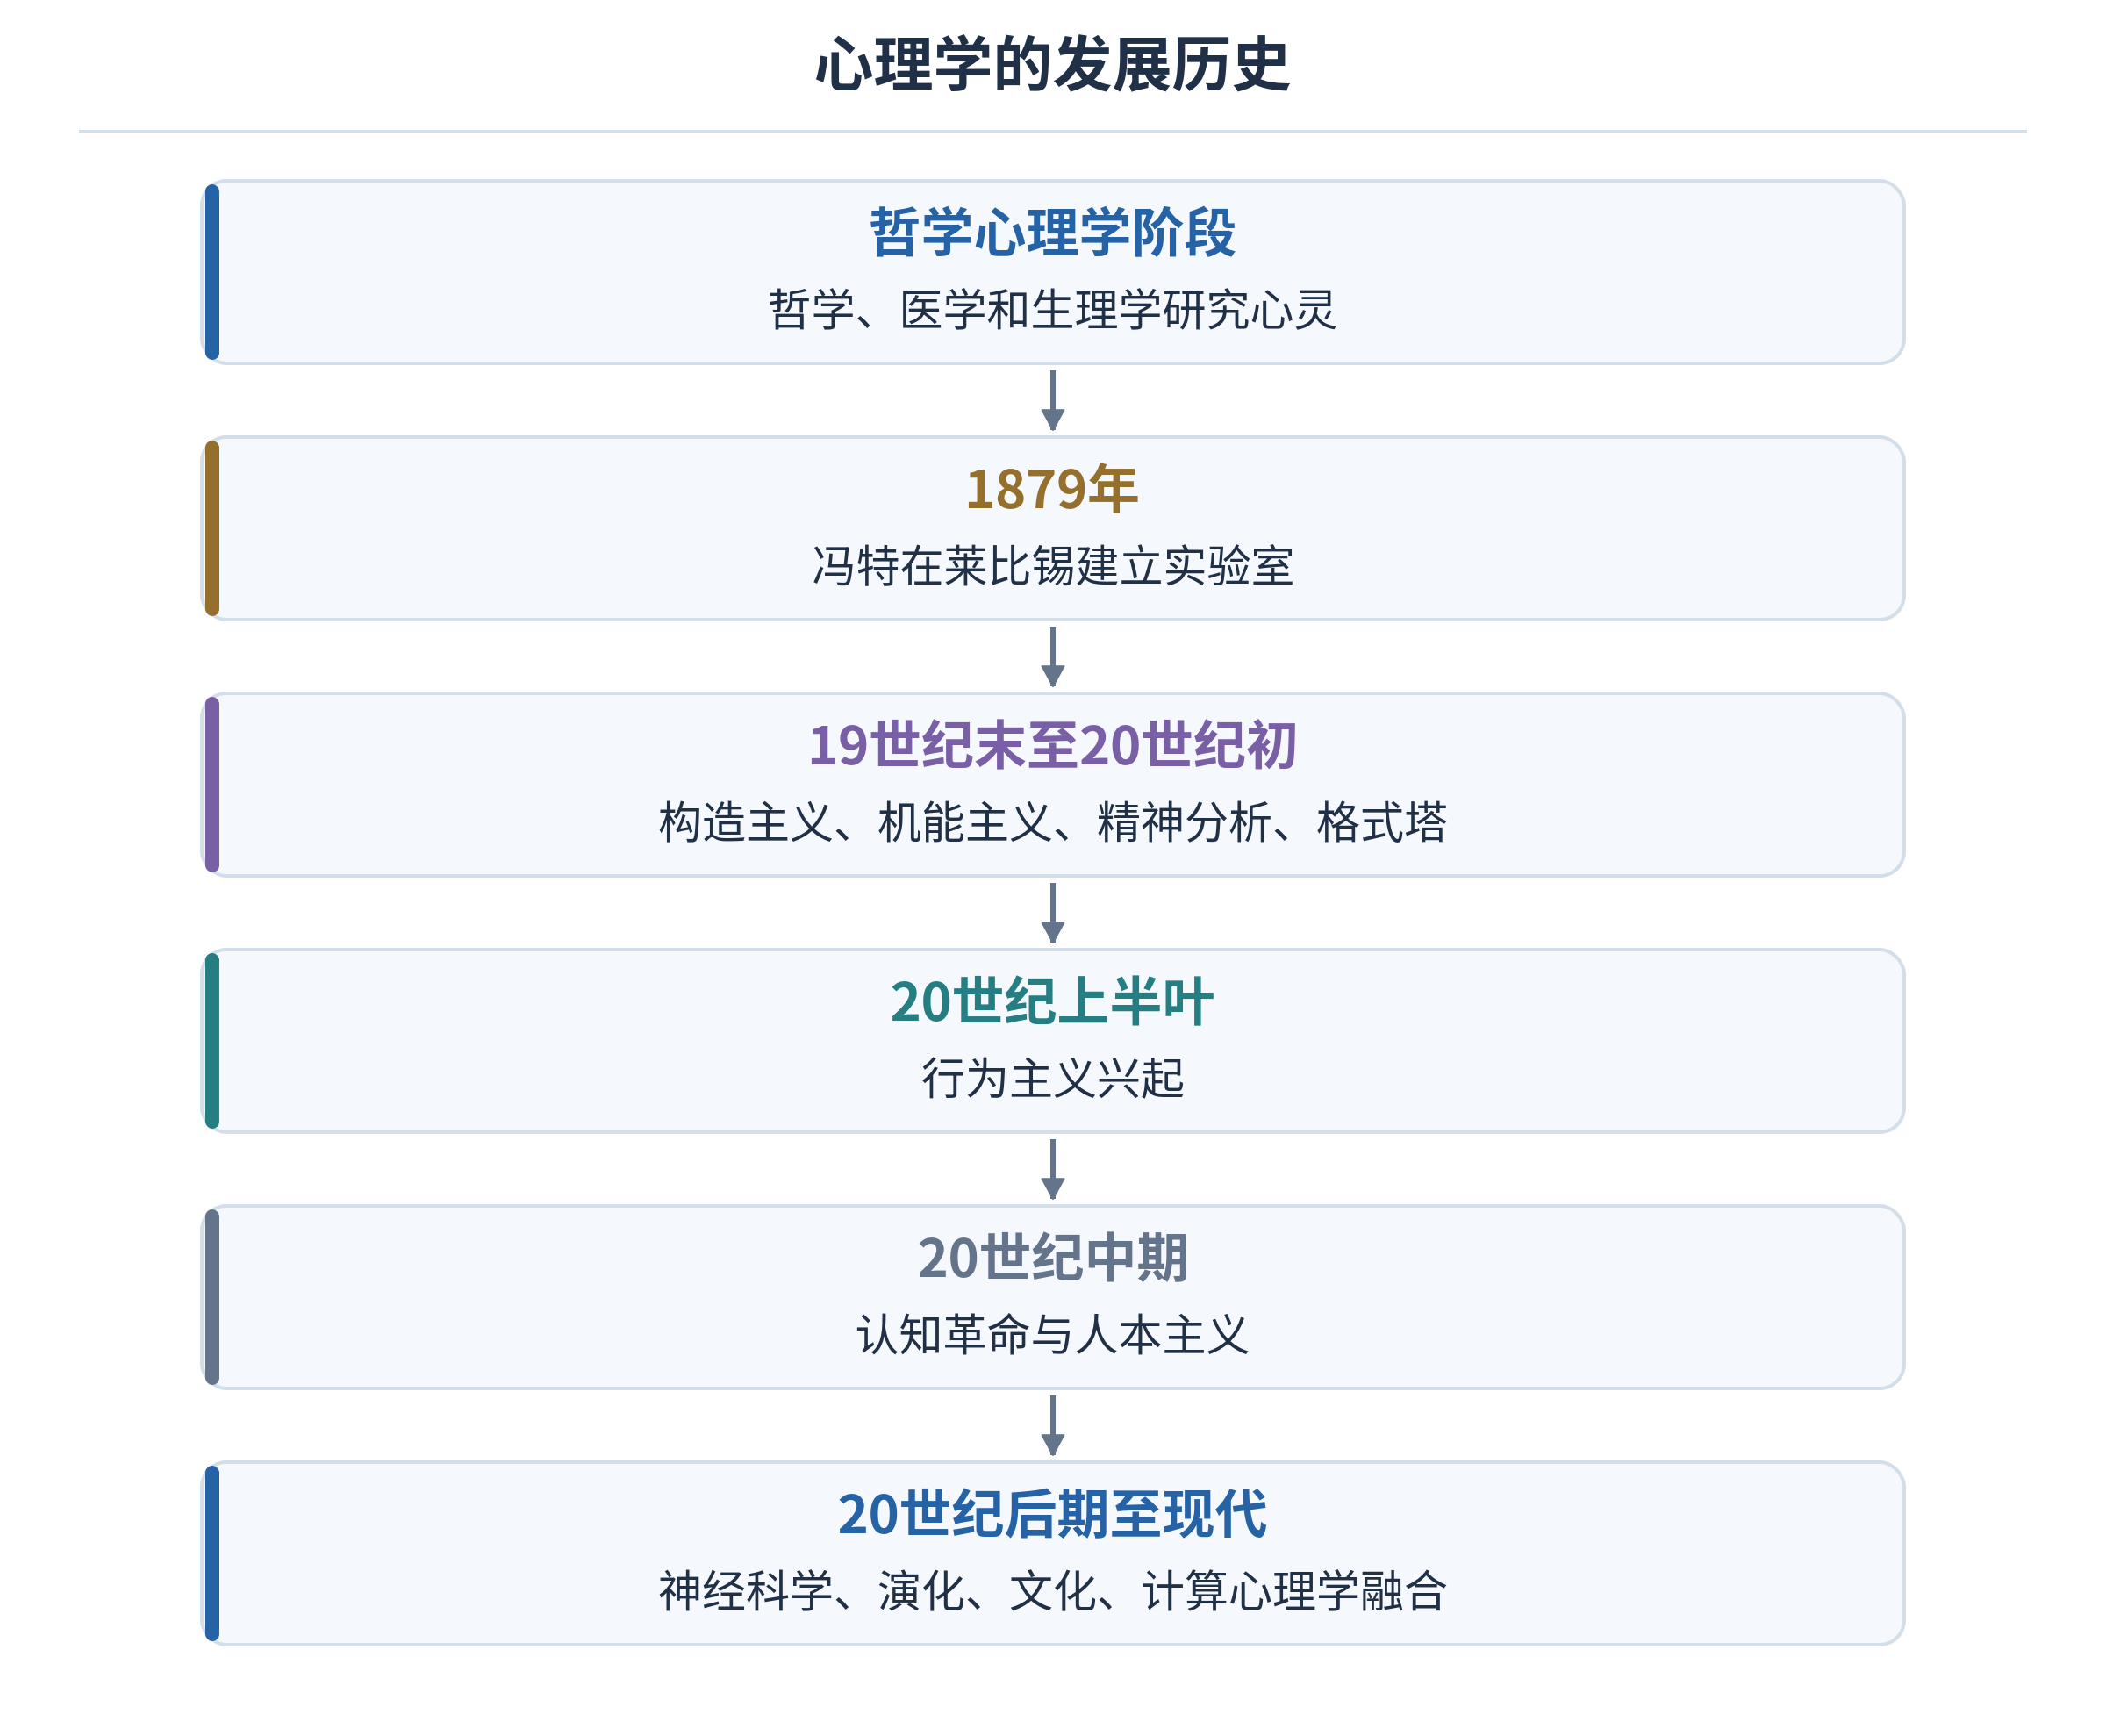 心理学的发展历史
哲学心理学阶段
哲学、医学和生理学研究心灵
1879年
冯特在莱比锡建立实验室
19世纪末至20世纪初
构造主义、机能主义、精神分析、格式塔
20世纪上半叶
行为主义兴起
20世纪中期
认知革命与人本主义
20世纪后期至现代
神经科学、演化、文化、计算心理学融合